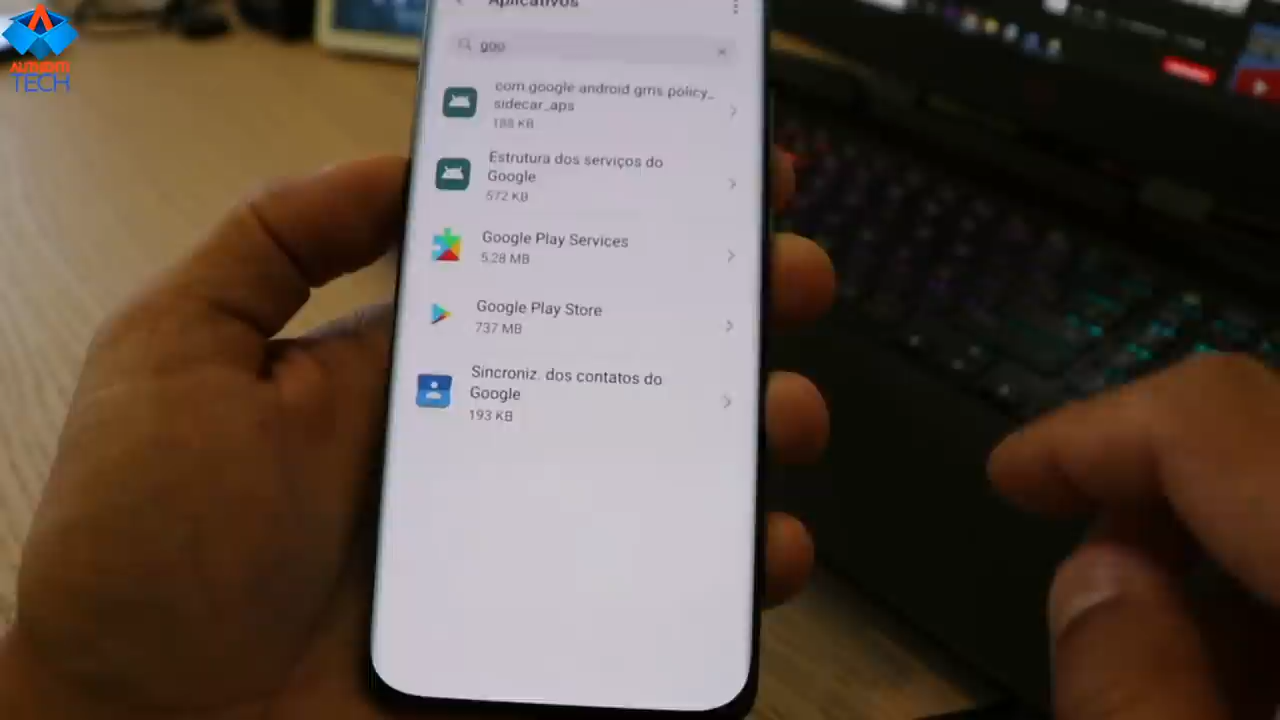 Aplicativos
goo
com.google.android.gms.policy_
sidecar_aps
188 KB
Estrutura dos serviços do
Google
572 KB
Google Play Services
5,28 MB
Google Play Store
737 MB
Sincroniz. dos contatos do
Google
193 KB
TECH